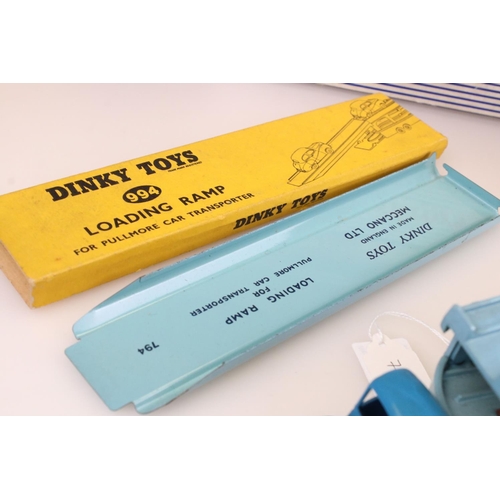 DINKY TOYS
994
LOADING RAMP
FOR PULLMORE CAR TRANSPORTER
DINKY TOYS
DINKY TOYS
MADE IN ENGLAND
MECCANO LTD
LOADING RAMP
FOR
PULLMORE CAR TRANSPORTER
794